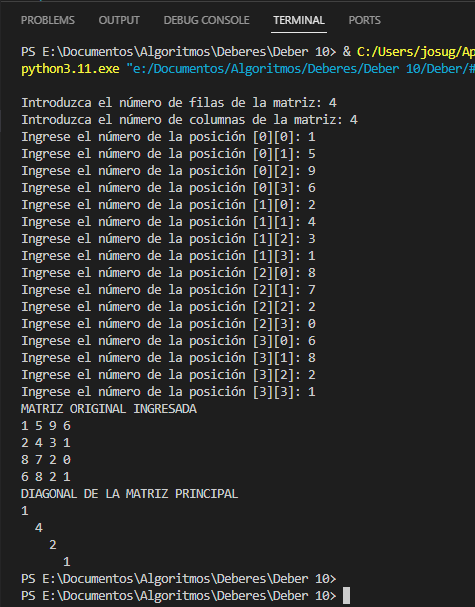 PROBLEMS OUTPUT DEBUG CONSOLE TERMINAL PORTS
PS E:\Documentos\Algoritmos\Deberes\Deber 10> & C:/Users/josug/Ap
python3.11.exe "e:/Documentos/Algoritmos/Deberes/Deber 10/Deber/#
Introduzca el número de filas de la matriz: 4
Introduzca el número de columnas de la matriz: 4
Ingrese el número de la posición [0][0]: 1
Ingrese el número de la posición [0][1]: 5
Ingrese el número de la posición [0][2]: 9
Ingrese el número de la posición [0][3]: 6
Ingrese el número de la posición [1][0]: 2
Ingrese el número de la posición [1][1]: 4
Ingrese el número de la posición [1][2]: 3
Ingrese el número de la posición [1][3]: 1
Ingrese el número de la posición [2][0]: 8
Ingrese el número de la posición [2][1]: 7
Ingrese el número de la posición [2][2]: 2
Ingrese el número de la posición [2][3]: 0
Ingrese el número de la posición [3][0]: 6
Ingrese el número de la posición [3][1]: 8
Ingrese el número de la posición [3][2]: 2
Ingrese el número de la posición [3][3]: 1
MATRIZ ORIGINAL INGRESADA
1 5 9 6
2 4 3 1
8 7 2 0
6 8 2 1
DIAGONAL DE LA MATRIZ PRINCIPAL
1
  4
    2
      1
PS E:\Documentos\Algoritmos\Deberes\Deber 10>
PS E:\Documentos\Algoritmos\Deberes\Deber 10>